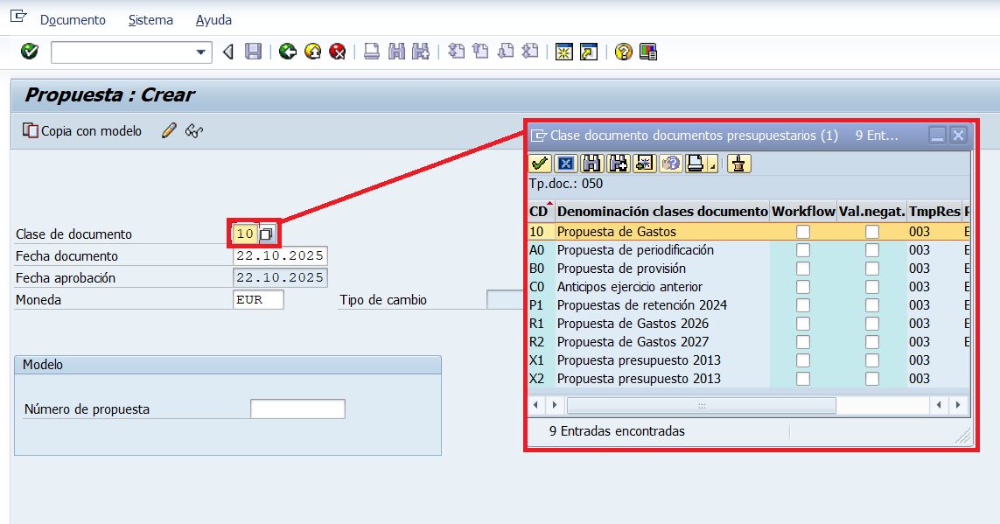 Documento Sistema Ayuda
Propuesta : Crear
Copia con modelo
Clase de documento 10
Fecha documento 22.10.2025
Fecha aprobación 22.10.2025
Moneda EUR Tipo de cambio
Modelo
Número de propuesta
Clase documento documentos presupuestarios (1) 9 Ent...
Tp.doc.: 050
CD Denominación clases documento Workflow Val.negat. TmpRes
10 Propuesta de Gastos 003 E
A0 Propuesta de periodificación 003 E
B0 Propuesta de provisión 003 E
C0 Anticipos ejercicio anterior 003 E
P1 Propuestas de retención 2024 003 E
R1 Propuesta de Gastos 2026 003 E
R2 Propuesta de Gastos 2027 003 E
X1 Propuesta presupuesto 2013 003
X2 Propuesta presupuesto 2013 003
9 Entradas encontradas